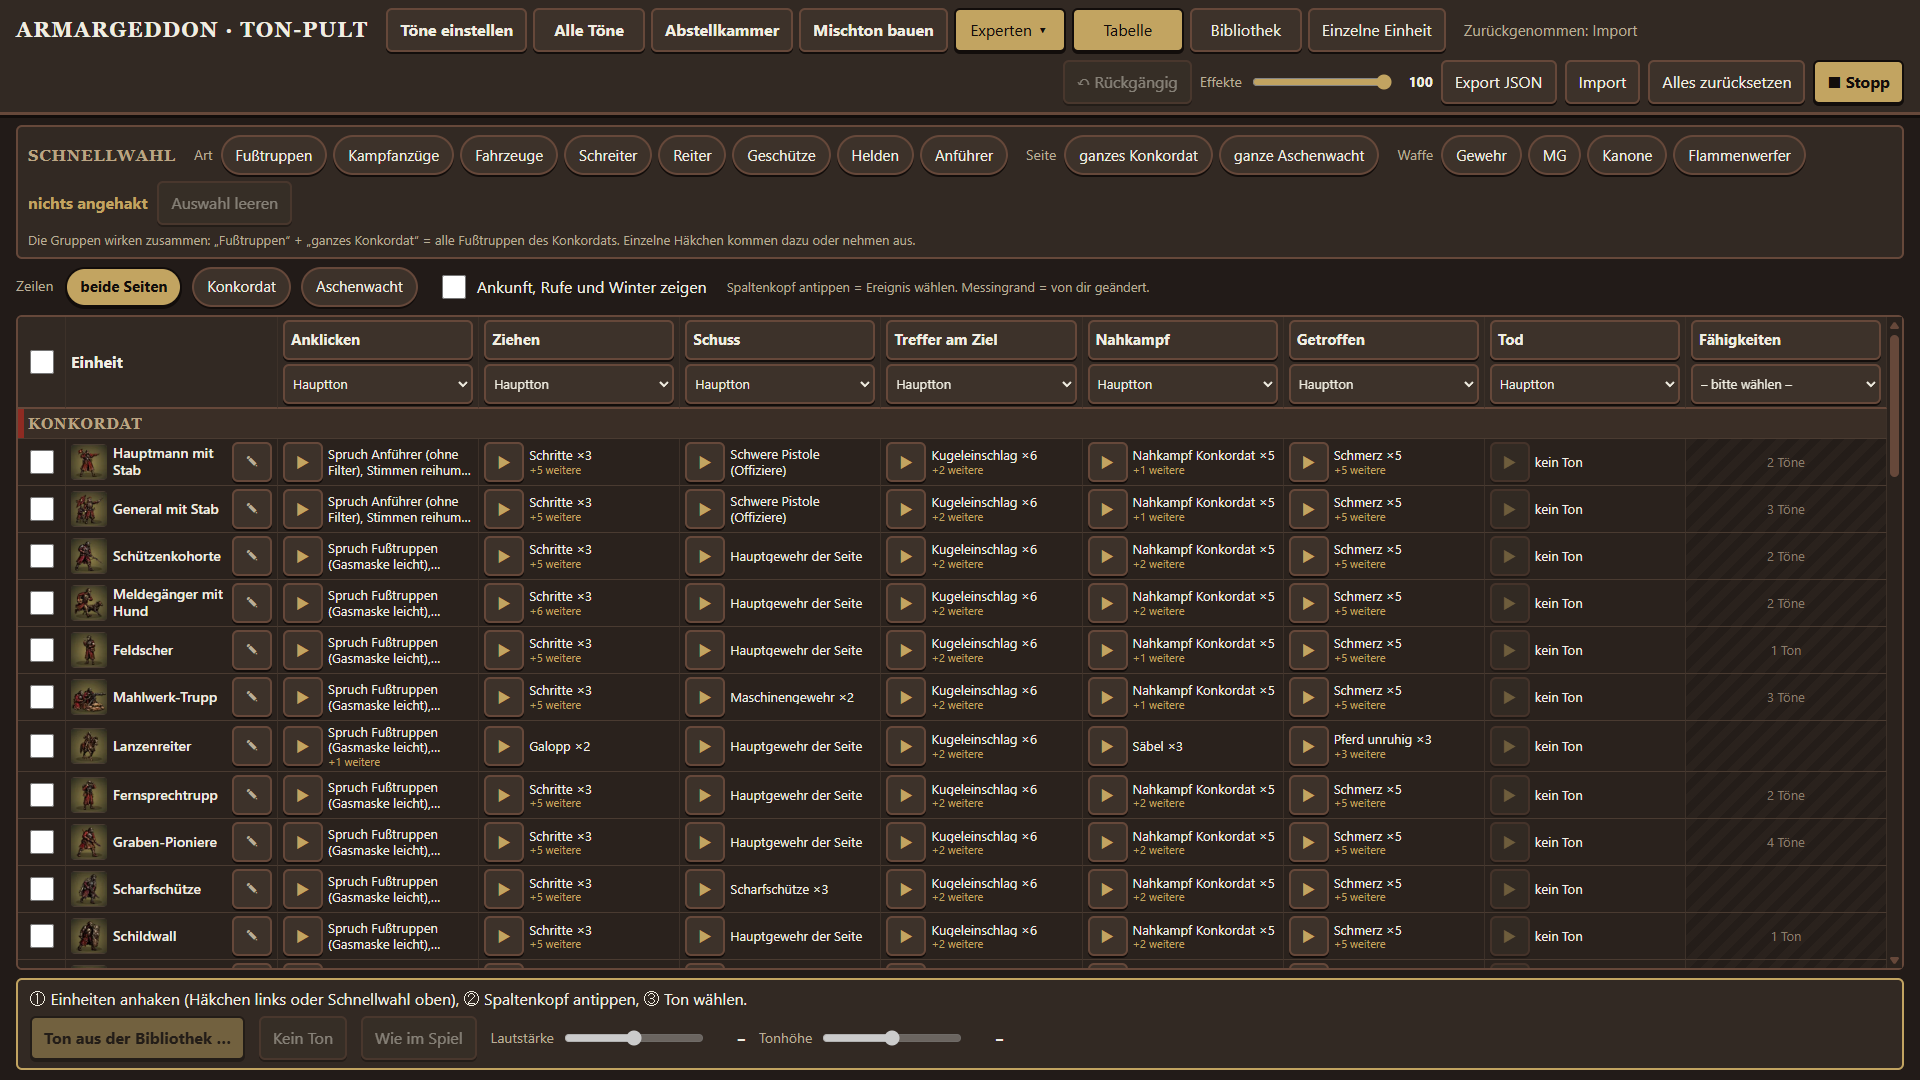 ARMARGEDDON · TON-PULT
Töne einstellen
Alle Töne
Abstellkammer
Mischton bauen
Experten ▾
Tabelle
Bibliothek
Einzelne Einheit
Zurückgenommen: Import
↶ Rückgängig
Effekte
100
Export JSON
Import
Alles zurücksetzen
■ Stopp
SCHNELLWAHL
Art
Fußtruppen
Kampfanzüge
Fahrzeuge
Schreiter
Reiter
Geschütze
Helden
Anführer
Seite
ganzes Konkordat
ganze Aschenwacht
Waffe
Gewehr
MG
Kanone
Flammenwerfer
nichts angehakt
Auswahl leeren
Die Gruppen wirken zusammen: „Fußtruppen“ + „ganzes Konkordat“ = alle Fußtruppen des Konkordats. Einzelne Häkchen kommen dazu oder nehmen aus.
Zeilen
beide Seiten
Konkordat
Aschenwacht
Ankunft, Rufe und Winter zeigen
Spaltenkopf antippen = Ereignis wählen. Messingrand = von dir geändert.
Einheit
Anklicken
Ziehen
Schuss
Treffer am Ziel
Nahkampf
Getroffen
Tod
Fähigkeiten
Hauptton
Hauptton
Hauptton
Hauptton
Hauptton
Hauptton
Hauptton
– bitte wählen –
KONKORDAT
Hauptmann mit
Stab
Spruch Anführer (ohne
Filter), Stimmen reihum...
Schritte ×3
+5 weitere
Schwere Pistole
(Offiziere)
Kugeleinschlag ×6
+2 weitere
Nahkampf Konkordat ×5
+1 weitere
Schmerz ×5
+5 weitere
kein Ton
2 Töne
General mit Stab
Spruch Anführer (ohne
Filter), Stimmen reihum...
Schritte ×3
+5 weitere
Schwere Pistole
(Offiziere)
Kugeleinschlag ×6
+2 weitere
Nahkampf Konkordat ×5
+1 weitere
Schmerz ×5
+5 weitere
kein Ton
3 Töne
Schützenkohorte
Spruch Fußtruppen
(Gasmaske leicht),...
Schritte ×3
+5 weitere
Hauptgewehr der Seite
Kugeleinschlag ×6
+2 weitere
Nahkampf Konkordat ×5
+2 weitere
Schmerz ×5
+5 weitere
kein Ton
2 Töne
Meldegänger mit
Hund
Spruch Fußtruppen
(Gasmaske leicht),...
Schritte ×3
+6 weitere
Hauptgewehr der Seite
Kugeleinschlag ×6
+2 weitere
Nahkampf Konkordat ×5
+2 weitere
Schmerz ×5
+5 weitere
kein Ton
2 Töne
Feldscher
Spruch Fußtruppen
(Gasmaske leicht),...
Schritte ×3
+5 weitere
Hauptgewehr der Seite
Kugeleinschlag ×6
+2 weitere
Nahkampf Konkordat ×5
+1 weitere
Schmerz ×5
+5 weitere
kein Ton
1 Ton
Mahlwerk-Trupp
Spruch Fußtruppen
(Gasmaske leicht),...
Schritte ×3
+5 weitere
Maschinengewehr ×2
Kugeleinschlag ×6
+2 weitere
Nahkampf Konkordat ×5
+1 weitere
Schmerz ×5
+5 weitere
kein Ton
3 Töne
Lanzenreiter
Spruch Fußtruppen
(Gasmaske leicht),...
+1 weitere
Galopp ×2
Hauptgewehr der Seite
Kugeleinschlag ×6
+2 weitere
Säbel ×3
Pferd unruhig ×3
+3 weitere
kein Ton
Fernsprechtrupp
Spruch Fußtruppen
(Gasmaske leicht),...
Schritte ×3
+5 weitere
Hauptgewehr der Seite
Kugeleinschlag ×6
+2 weitere
Nahkampf Konkordat ×5
+2 weitere
Schmerz ×5
+5 weitere
kein Ton
2 Töne
Graben-Pioniere
Spruch Fußtruppen
(Gasmaske leicht),...
Schritte ×3
+5 weitere
Hauptgewehr der Seite
Kugeleinschlag ×6
+2 weitere
Nahkampf Konkordat ×5
+2 weitere
Schmerz ×5
+5 weitere
kein Ton
4 Töne
Scharfschütze
Spruch Fußtruppen
(Gasmaske leicht),...
Schritte ×3
+5 weitere
Scharfschütze ×3
Kugeleinschlag ×6
+2 weitere
Nahkampf Konkordat ×5
+2 weitere
Schmerz ×5
+5 weitere
kein Ton
Schildwall
Spruch Fußtruppen
(Gasmaske leicht),...
Schritte ×3
+5 weitere
Hauptgewehr der Seite
Kugeleinschlag ×6
+2 weitere
Nahkampf Konkordat ×5
+2 weitere
Schmerz ×5
+5 weitere
kein Ton
1 Ton
① Einheiten anhaken (Häkchen links oder Schnellwahl oben), ② Spaltenkopf antippen, ③ Ton wählen.
Ton aus der Bibliothek ...
Kein Ton
Wie im Spiel
Lautstärke
–
Tonhöhe
–